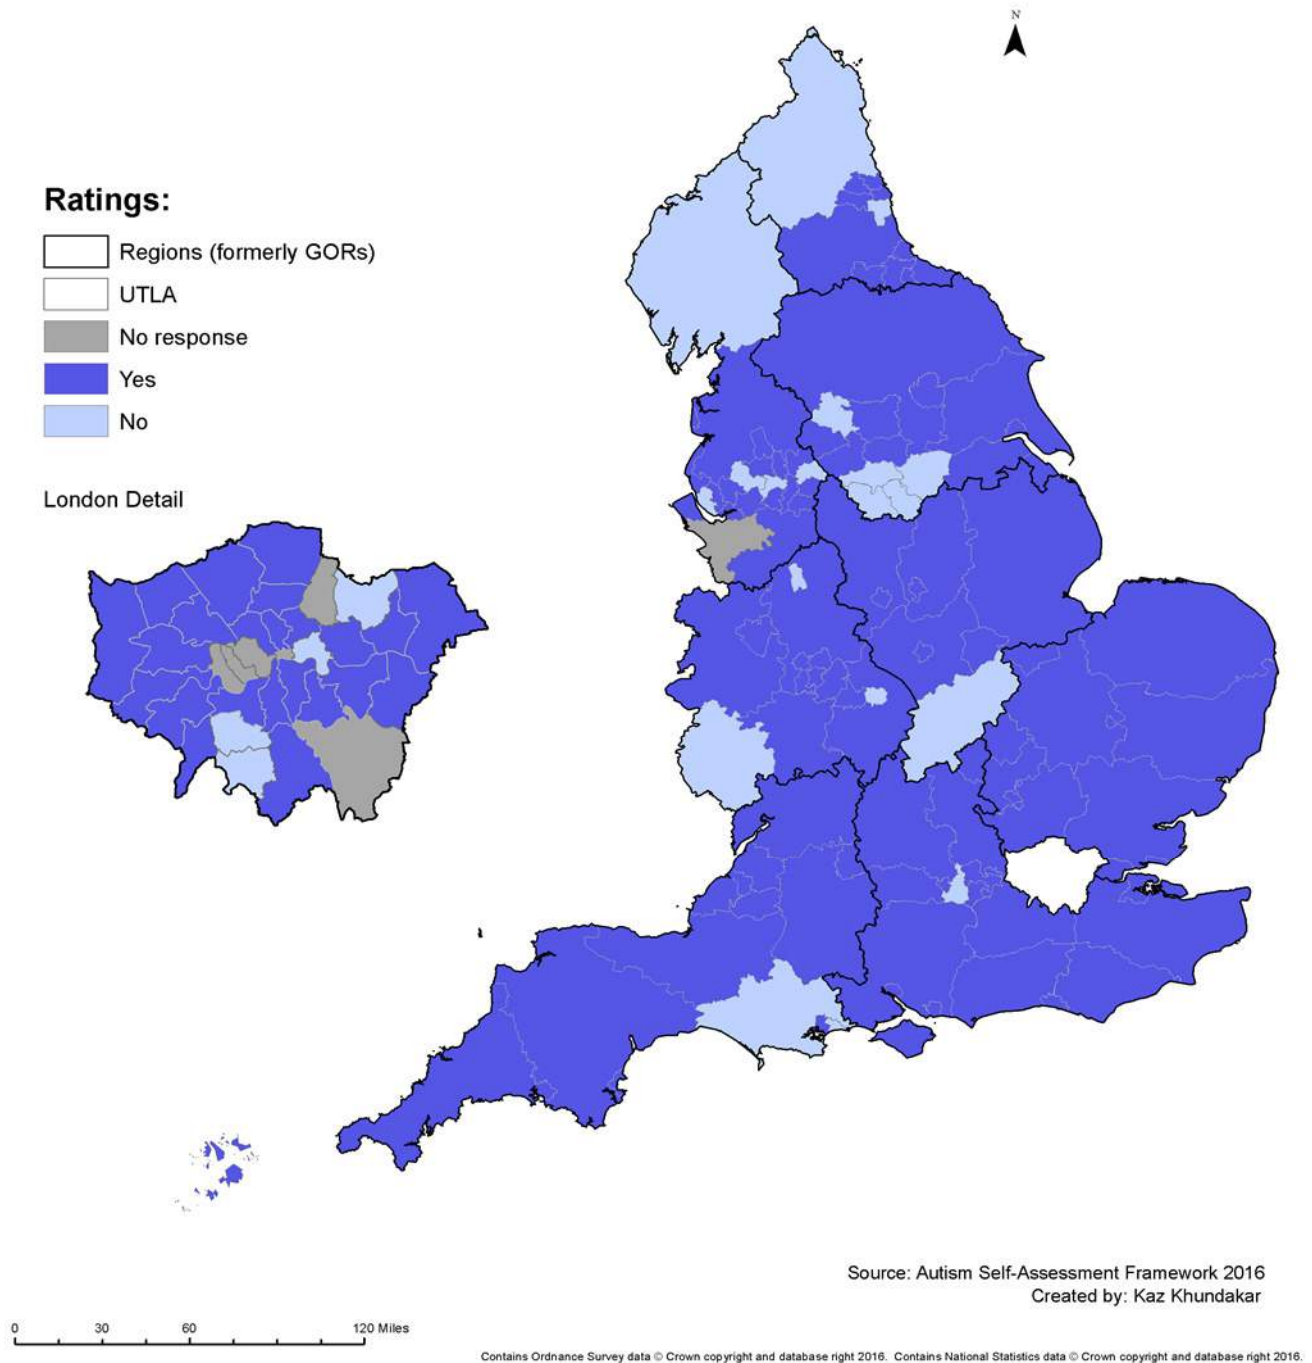 N
Ratings:
Regions (formerly GORs)
UTLA
No response
Yes
No
London Detail
Source: Autism Self-Assessment Framework 2016
Created by: Kaz Khundakar
0 30 60 120 Miles
Contains Ordnance Survey data © Crown copyright and database right 2016. Contains National Statistics data © Crown copyright and database right 2016.